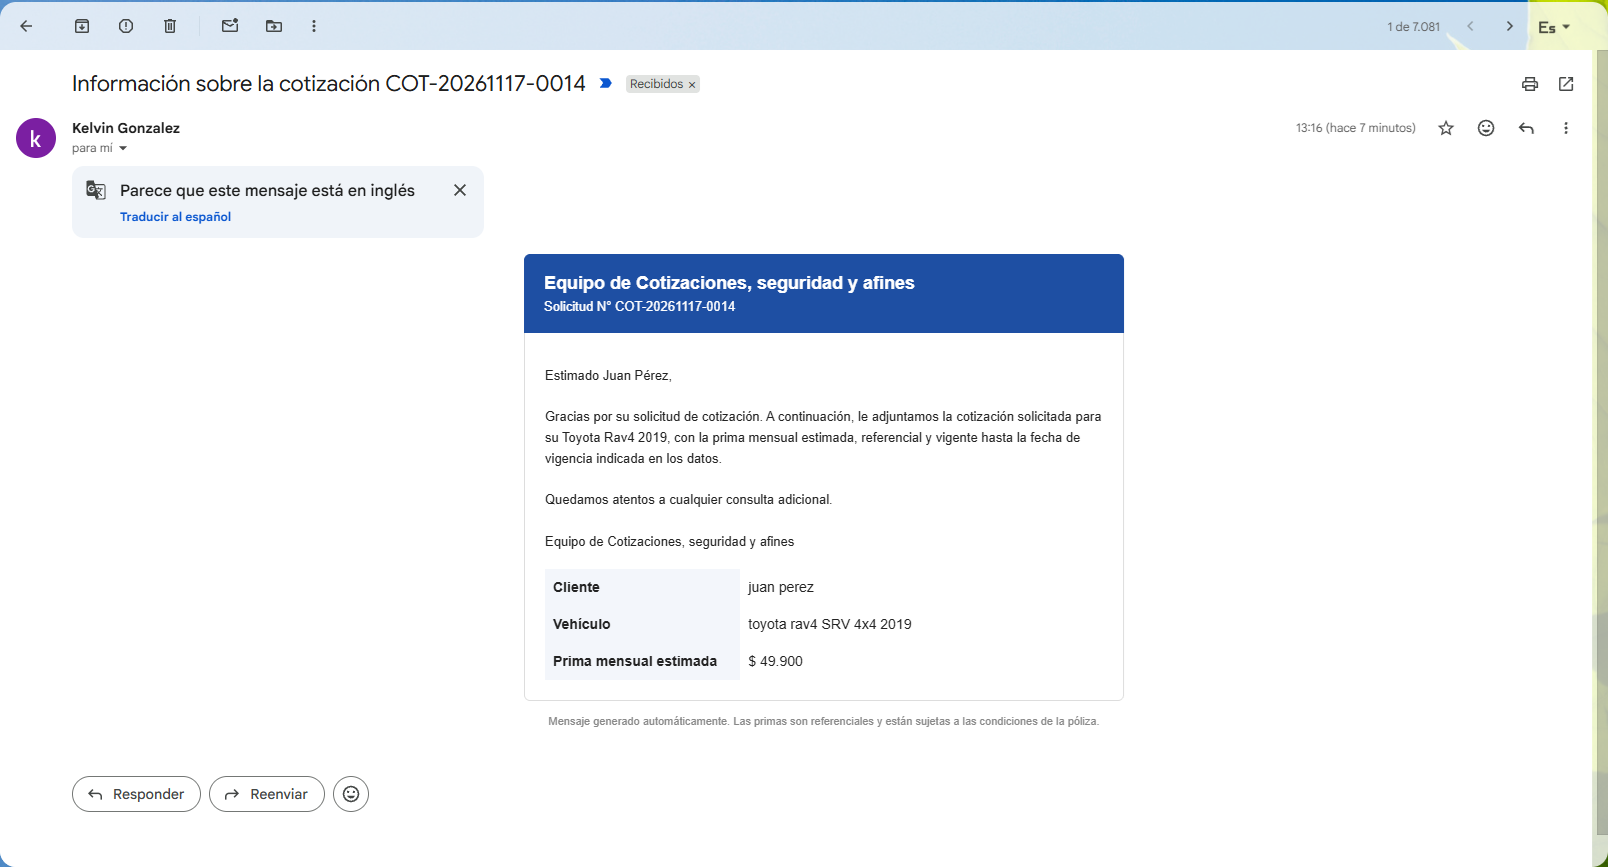 1 de 7.081
Es
Información sobre la cotización COT-20261117-0014
Recibidos ×
k
Kelvin Gonzalez
13:16 (hace 7 minutos)
para mí
Parece que este mensaje está en inglés
Traducir al español
Equipo de Cotizaciones, seguridad y afines
Solicitud N° COT-20261117-0014
Estimado Juan Pérez,
Gracias por su solicitud de cotización. A continuación, le adjuntamos la cotización solicitada para
su Toyota Rav4 2019, con la prima mensual estimada, referencial y vigente hasta la fecha de
vigencia indicada en los datos.
Quedamos atentos a cualquier consulta adicional.
Equipo de Cotizaciones, seguridad y afines
Cliente juan perez
Vehículo toyota rav4 SRV 4x4 2019
Prima mensual estimada $ 49.900
Mensaje generado automáticamente. Las primas son referenciales y están sujetas a las condiciones de la póliza.
Responder
Reenviar